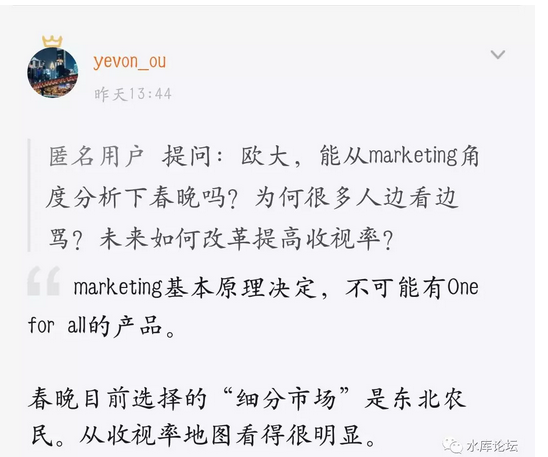 yevon_ou
昨天13:44
匿名用户 提问：欧大，能从marketing角
度分析下春晚吗？为何很多人边看边
骂？未来如何改革提高收视率？
marketing基本原理决定，不可能有One
for all的产品。
春晚目前选择的“细分市场”是东北农
民。从收视率地图看得很明显。
水库论坛